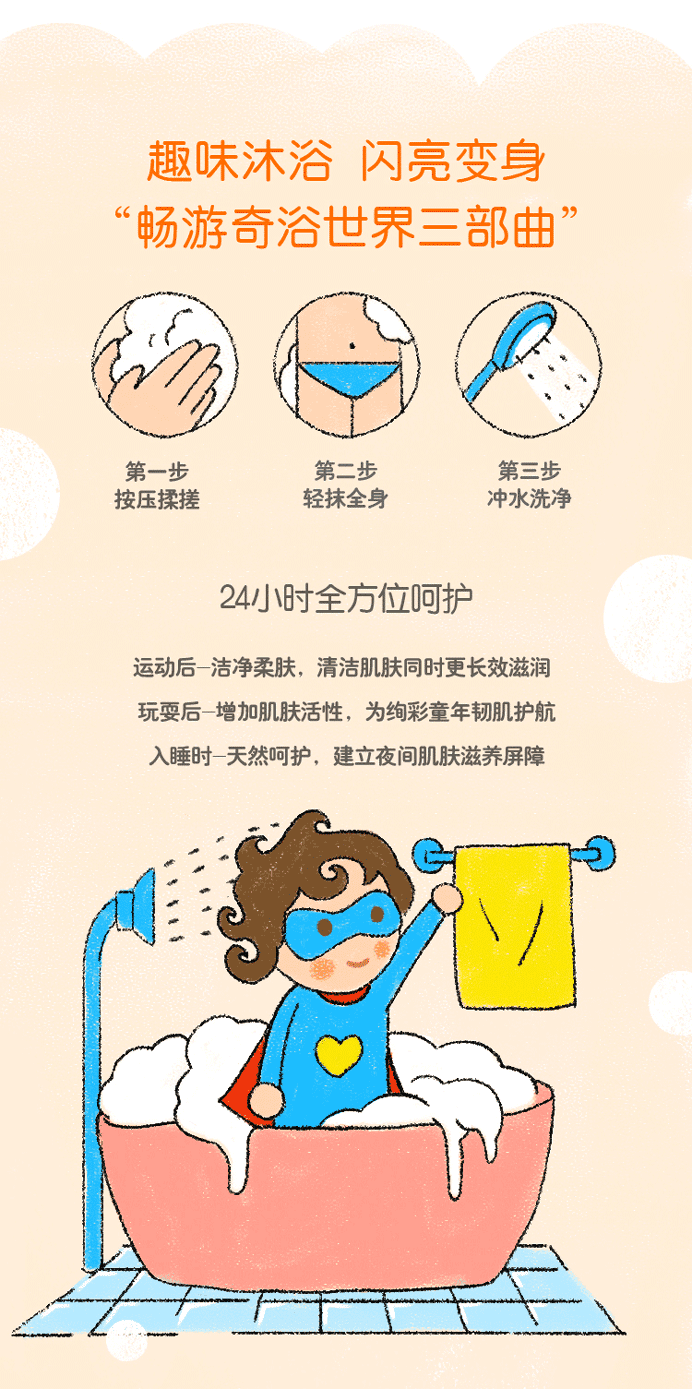 趣味沐浴 闪亮变身
“畅游奇浴世界三部曲”
第一步
按压揉搓
第二步
轻抹全身
第三步
冲水洗净
24小时全方位呵护
运动后—洁净柔肤，清洁肌肤同时更长效滋润
玩耍后—增加肌肤活性，为绚彩童年韧肌护航
入睡时—天然呵护，建立夜间肌肤滋养屏障